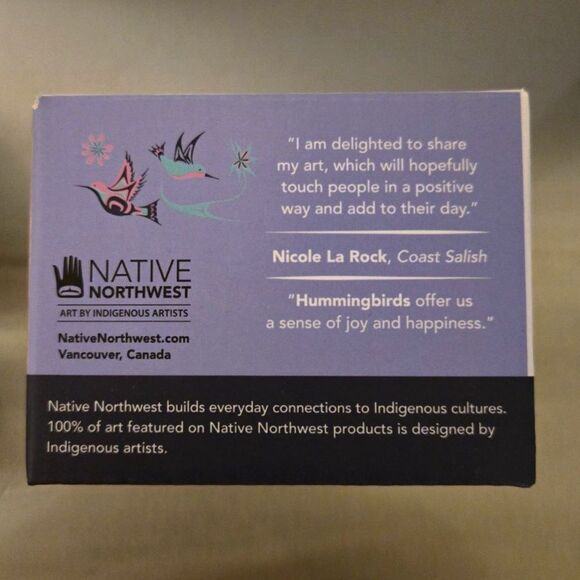 "I am delighted to share
my art, which will hopefully
touch people in a positive
way and add to their day."
Nicole La Rock, Coast Salish
"Hummingbirds offer us
a sense of joy and happiness."
NATIVE
NORTHWEST
ART BY INDIGENOUS ARTISTS
NativeNorthwest.com
Vancouver, Canada
Native Northwest builds everyday connections to Indigenous cultures.
100% of art featured on Native Northwest products is designed by
Indigenous artists.